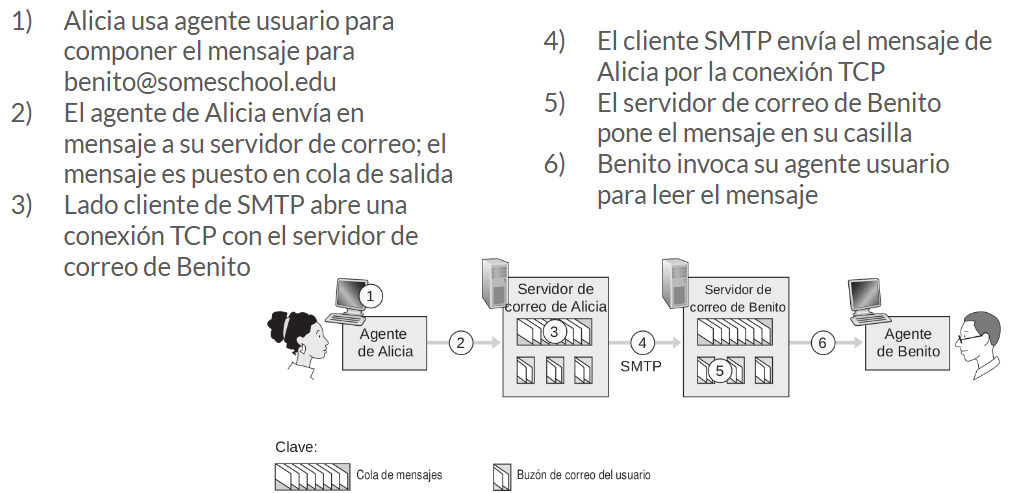 1) Alicia usa agente usuario para
componer el mensaje para
benito@someschool.edu
2) El agente de Alicia envía en
mensaje a su servidor de correo; el
mensaje es puesto en cola de salida
3) Lado cliente de SMTP abre una
conexión TCP con el servidor de
correo de Benito
4) El cliente SMTP envía el mensaje de
Alicia por la conexión TCP
5) El servidor de correo de Benito
pone el mensaje en su casilla
6) Benito invoca su agente usuario
para leer el mensaje
1
Agente
de Alicia
2
Servidor de
correo de Alicia
3
4
SMTP
Servidor de
correo de Benito
5
6
Agente
de Benito
Clave:
Cola de mensajes
Buzón de correo del usuario